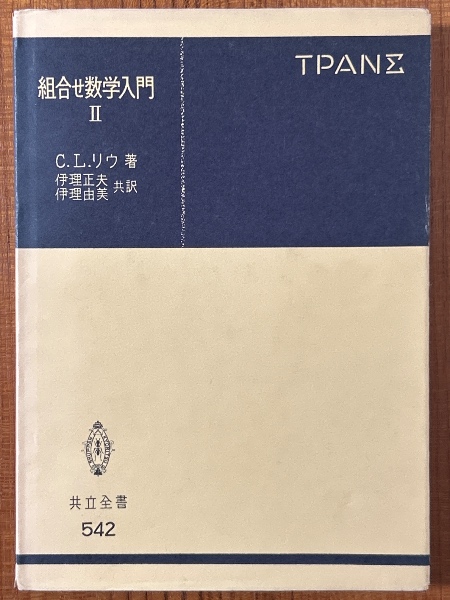 TPANΣ
組合せ数学入門
II
C.L.リウ 著
伊理正夫
伊理由美 共訳
共立全書
542